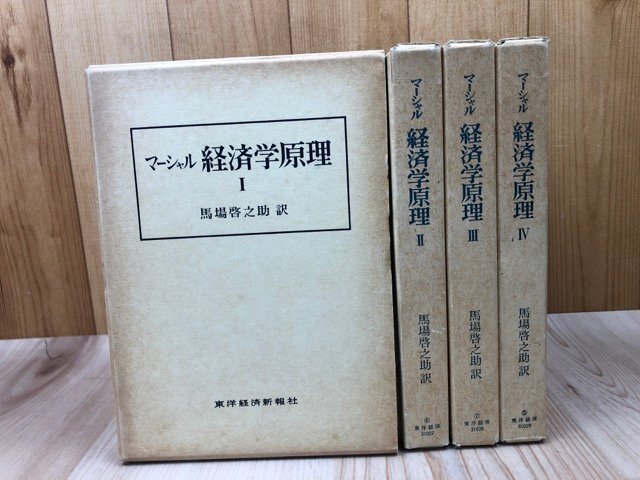 マーシャル 経済学原理
I
馬場啓之助 訳
東洋経済新報社
マーシャル 経済学原理 II
馬場啓之助訳
東洋経済
31027
マーシャル 経済学原理 III
馬場啓之助訳
東洋経済
31028
マーシャル 経済学原理 IV
馬場啓之助訳
東洋経済
31029